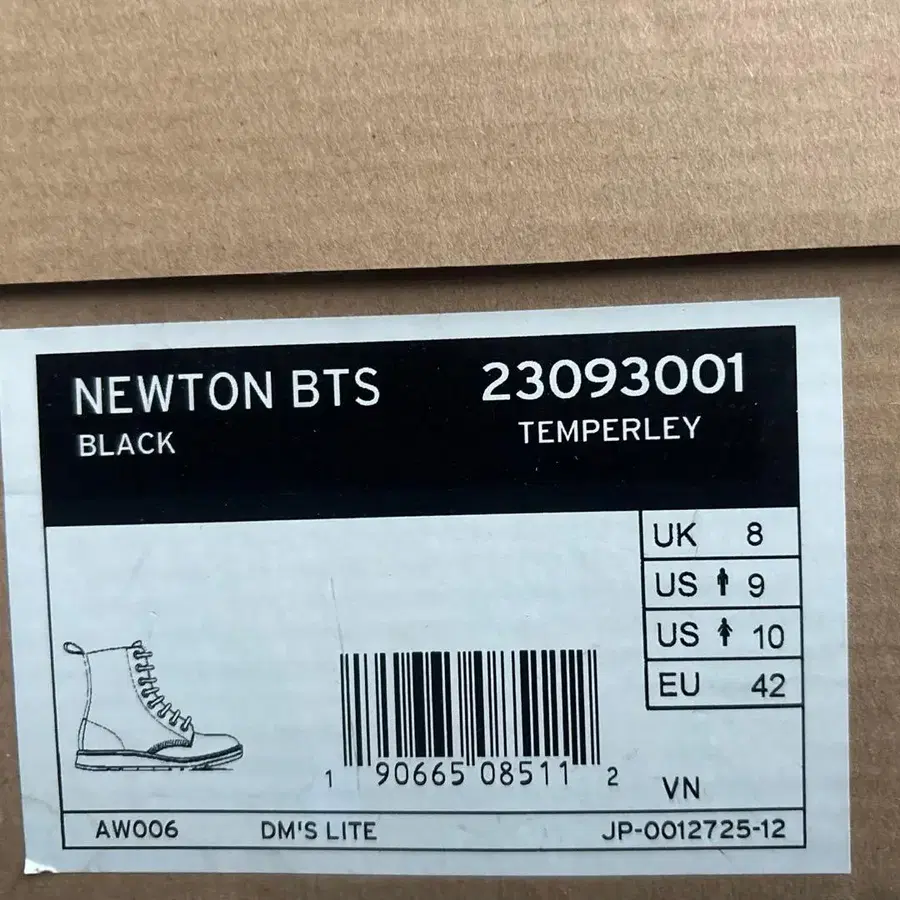 NEWTON BTS 23093001
BLACK TEMPERLEY
UK 8
US 9
US 10
EU 42
1 90665 08511 2
VN
AW006 DM'S LITE JP-0012725-12